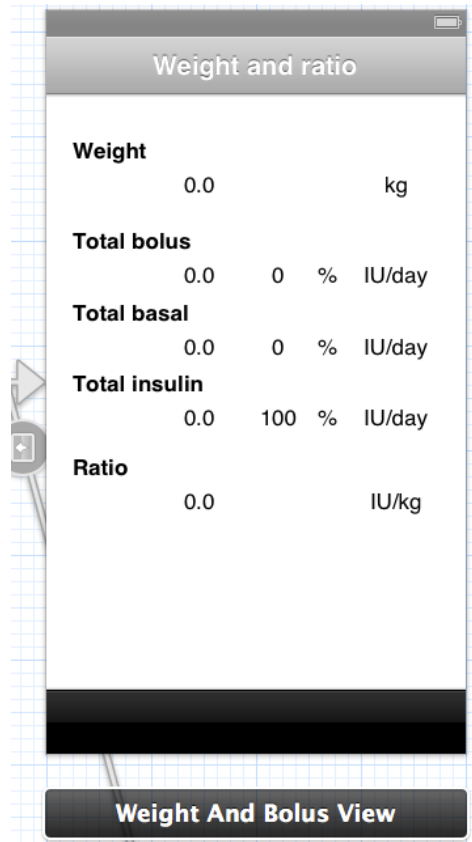 Weight and ratio
Weight
0.0 kg
Total bolus
0.0 0 % IU/day
Total basal
0.0 0 % IU/day
Total insulin
0.0 100 % IU/day
Ratio
0.0 IU/kg
Weight And Bolus View